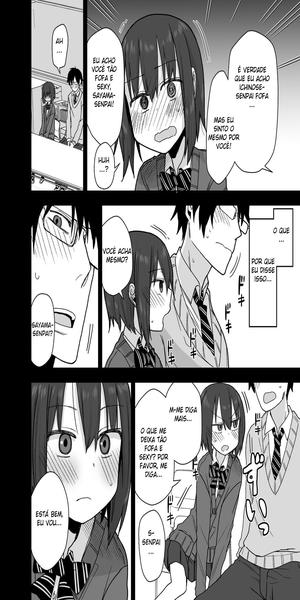 É VERDADE
QUE EU ACHO
ICHINOSE-
SENPAI FOFA
...
MAS EU
SINTO O
MESMO POR
VOCÊ!
EU ACHO
VOCÊ TÃO
FOFA E
SEXY,
SAYAMA-
SENPAI!
HUH
...?
AH
...
O QUE
...
POR QUE
EU DISSE
ISSO...
VOCÊ ACHA
MESMO?
SAYAMA-
SENPAI?
M-ME DIGA
MAIS...
O QUE ME
DEIXA TÃO
FOFA E
SEXY? POR
FAVOR, ME
DIGA...
S-
SENPAI
...
ESTÁ BEM,
EU VOU...